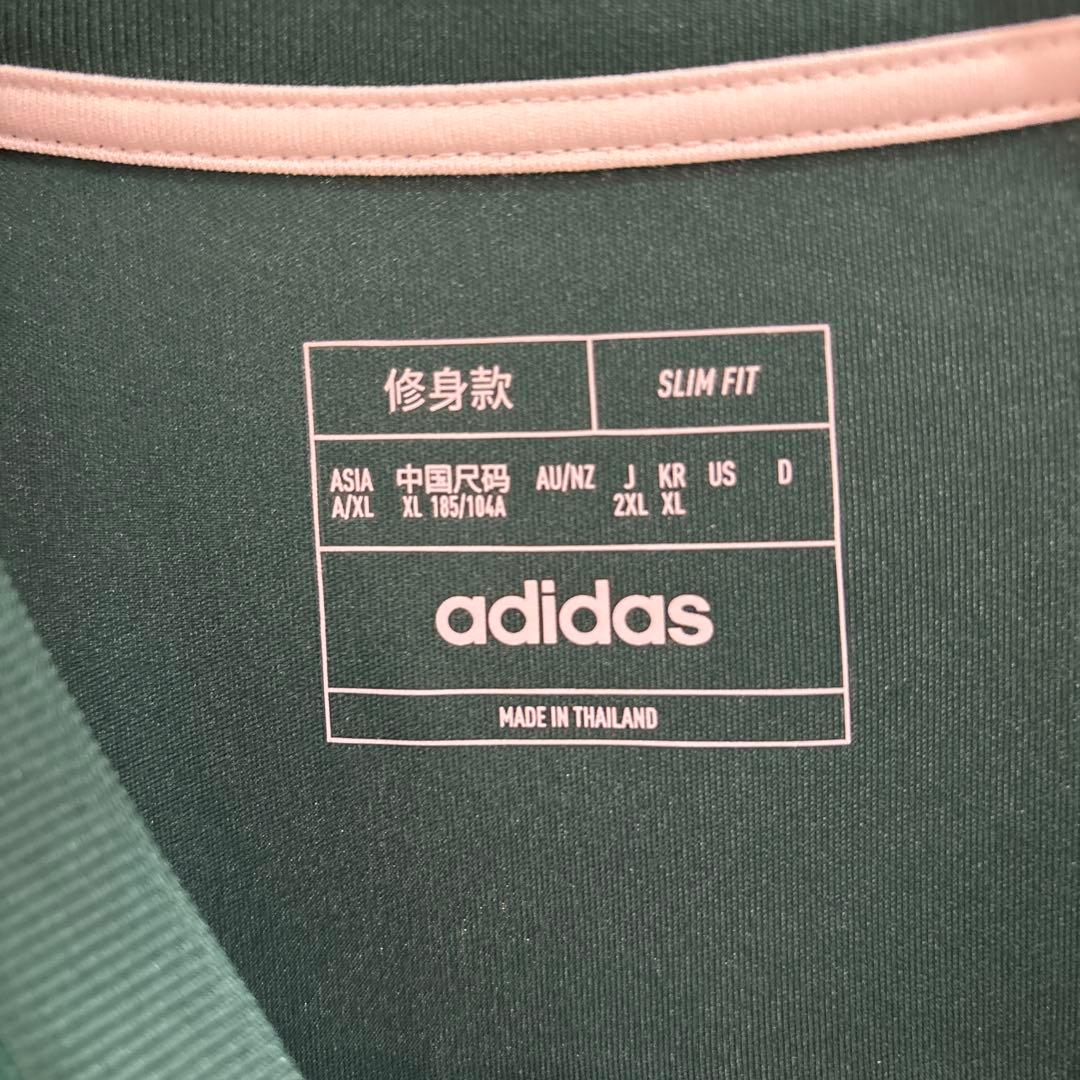 修身款 SLIM FIT
ASIA 中国尺码 AU/NZ J KR US D
A/XL XL 185/104A 2XL XL
adidas
MADE IN THAILAND